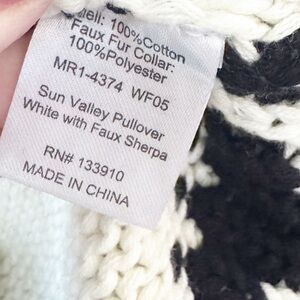 Shell: 100%Cotton
Faux Fur Collar:
100%Polyester
MR1-4374 WF05
Sun Valley Pullover
White with Faux Sherpa
RN# 133910
MADE IN CHINA